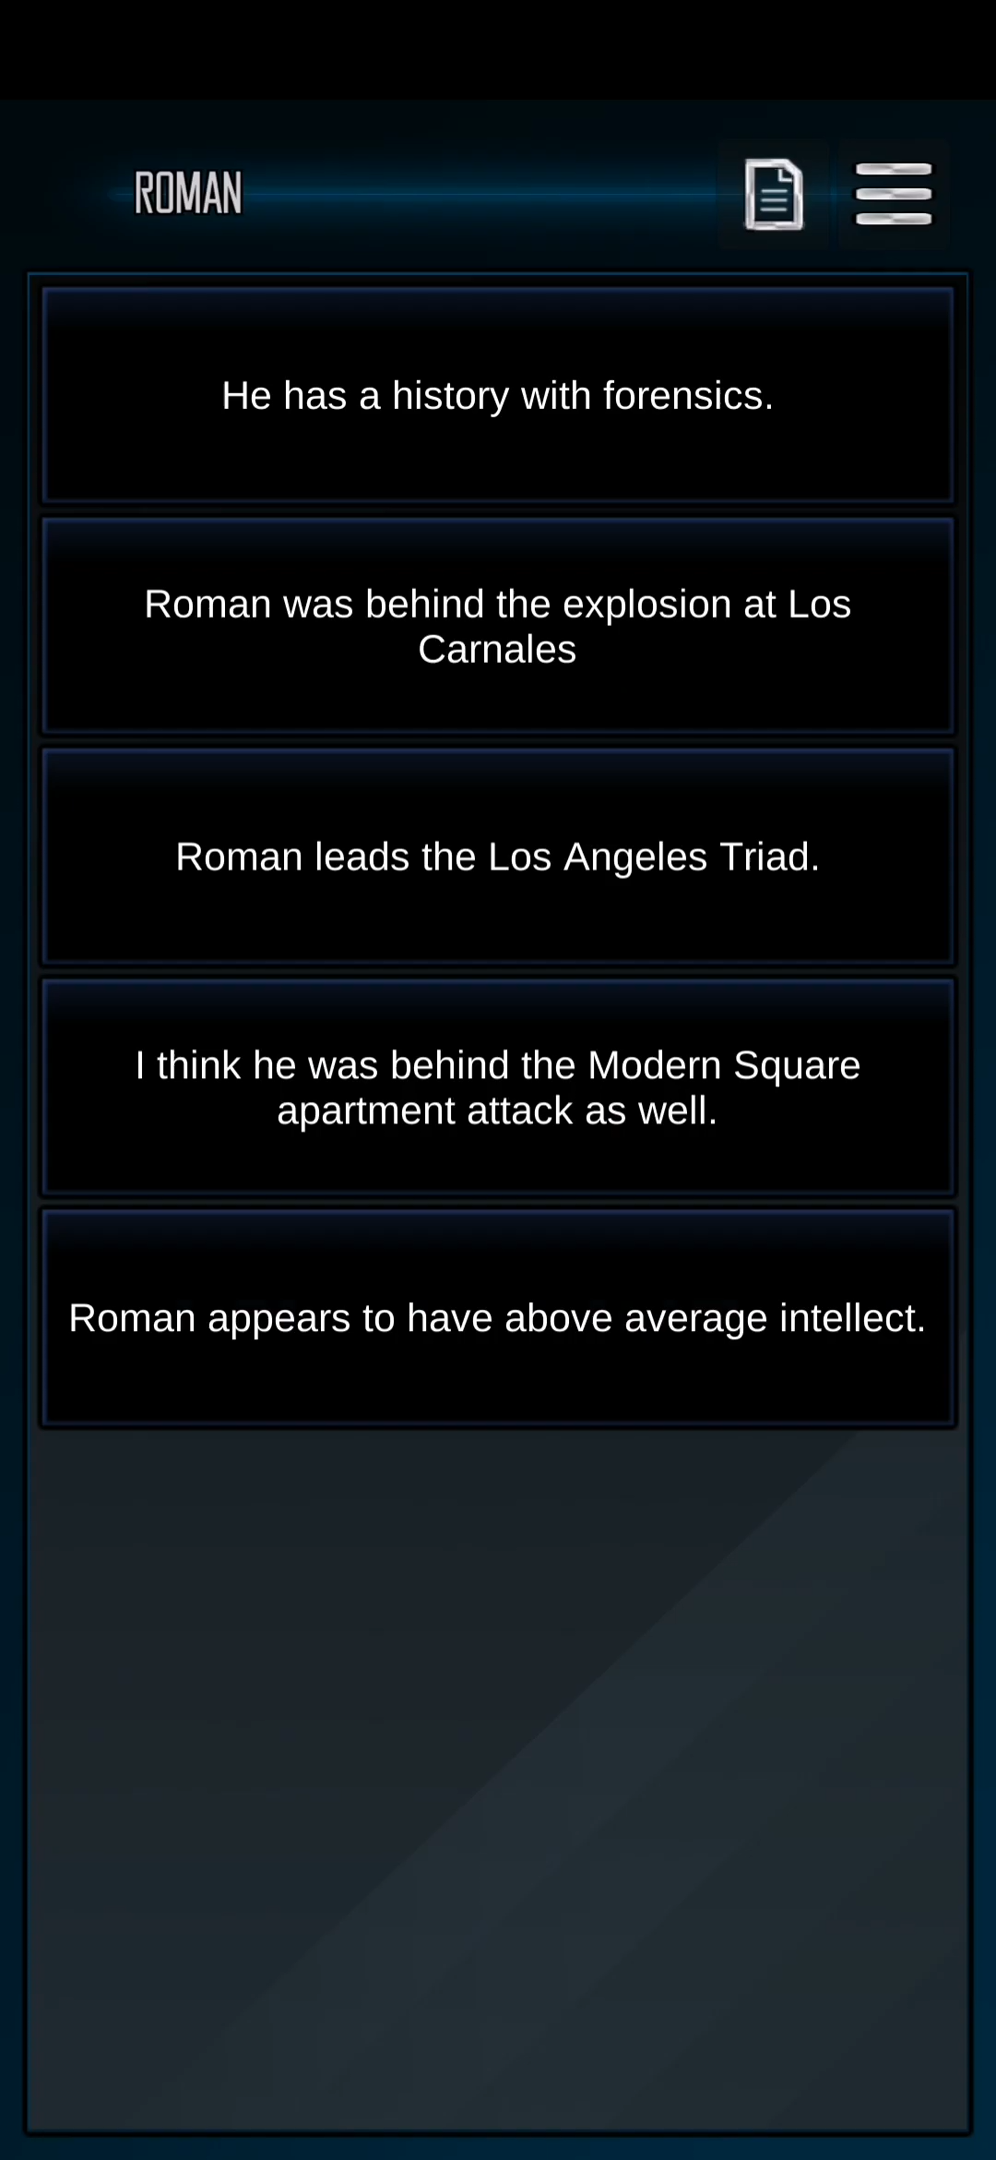 ROMAN
He has a history with forensics.
Roman was behind the explosion at Los
Carnales
Roman leads the Los Angeles Triad.
I think he was behind the Modern Square
apartment attack as well.
Roman appears to have above average intellect.